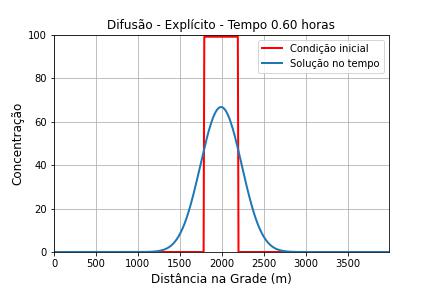 Difusão - Explícito - Tempo 0.60 horas
Condição inicial
Solução no tempo
Concentração
100
80
60
40
20
0
0 500 1000 1500 2000 2500 3000 3500
Distância na Grade (m)